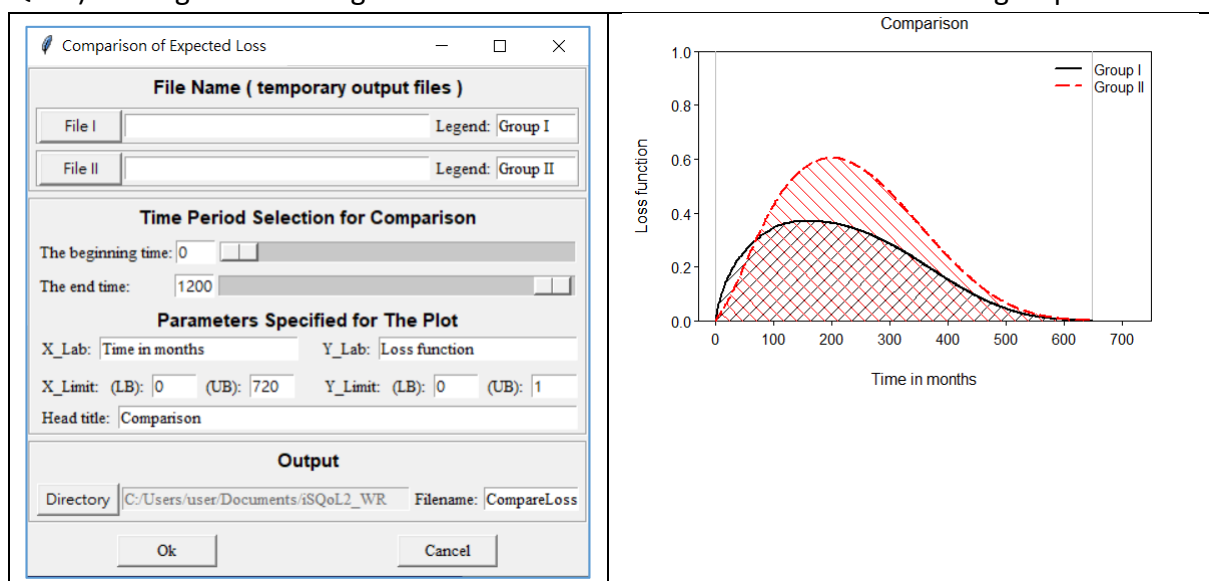 Comparison of Expected Loss
File Name ( temporary output files )
File I Legend: Group I
File II Legend: Group II
Time Period Selection for Comparison
The beginning time: 0
The end time: 1200
Parameters Specified for The Plot
X_Lab: Time in months Y_Lab: Loss function
X_Limit: (LB): 0 (UB): 720 Y_Limit: (LB): 0 (UB): 1
Head title: Comparison
Output
Directory C:/Users/user/Documents/iSQoL2_WR Filename: CompareLoss
Ok Cancel
Comparison
Group I
Group II
Loss function
1.0
0.8
0.6
0.4
0.2
0.0
0 100 200 300 400 500 600 700
Time in months